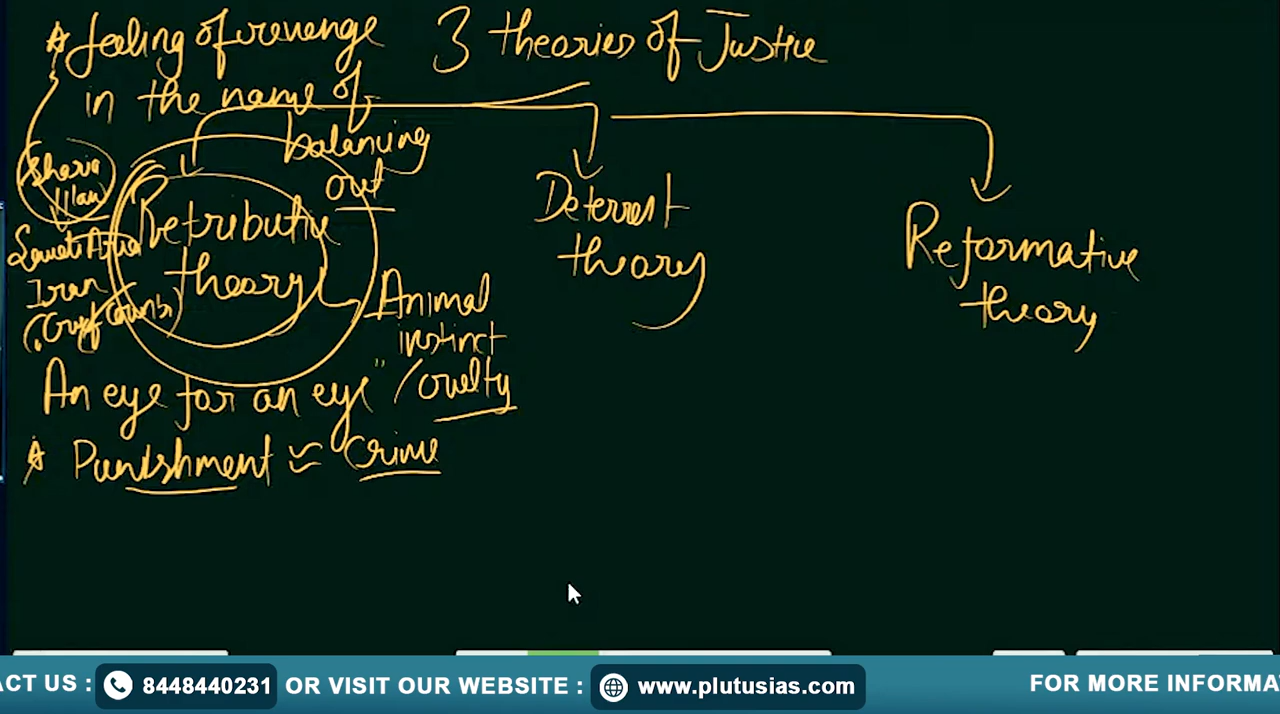 3 theories of Justice
* feeling of revenge
in the name of
balancing
out
Sharia
law
Saudi Arabia
Iran
(Gulf Countries)
Retributive
theory
Animal
instinct
/ cruelty
An eye for an eye"
* Punishment ≈ Crime
Deterrent
theory
Reformative
theory
ACT US :
8448440231
OR VISIT OUR WEBSITE :
www.plutusias.com
FOR MORE INFORMA